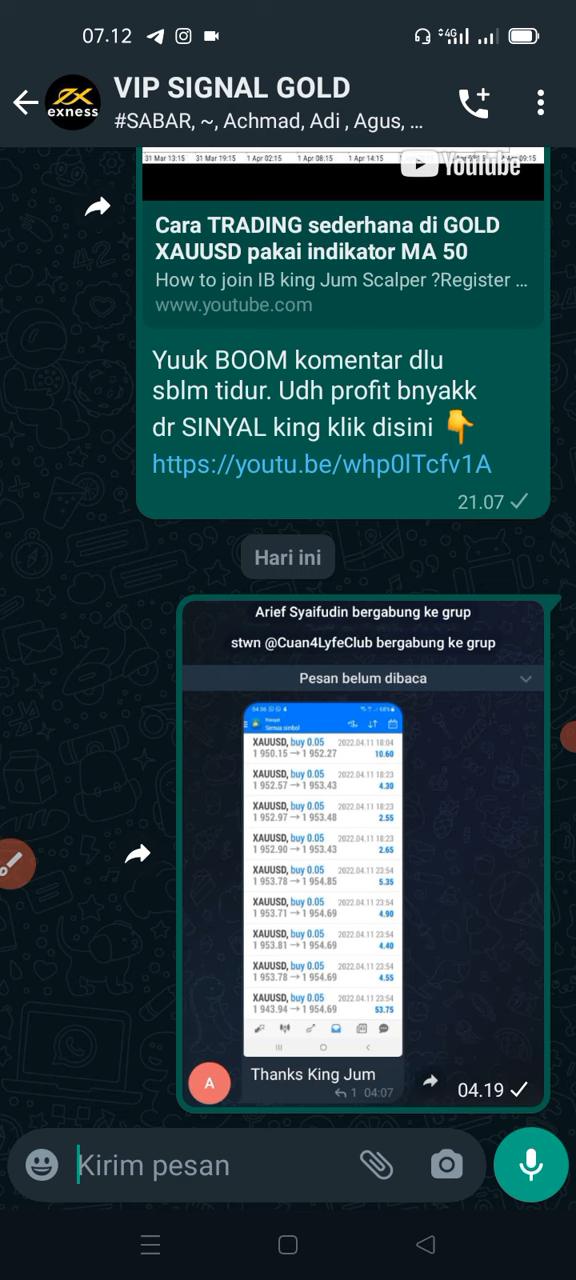 07.12
4G
VIP SIGNAL GOLD
exness
#SABAR, ~, Achmad, Adi , Agus, ...
31 Mar 13:15 31 Mar 19:15 1 Apr 02:15 1 Apr 08:15 1 Apr 14:15 09:15
YouTube
Cara TRADING sederhana di GOLD
XAUUSD pakai indikator MA 50
How to join IB king Jum Scalper ?Register ...
www.youtube.com
Yuuk BOOM komentar dlu
sblm tidur. Udh profit bnyakk
dr SINYAL king klik disini 👇
https://youtu.be/whp0lTcfv1A
21.07
Hari ini
Arief Syaifudin bergabung ke grup
stwn @Cuan4LyfeClub bergabung ke grup
Pesan belum dibaca
04:06 68%
Riwayat
Semua simbol
XAUUSD, buy 0.05 2022.04.11 18:04
1 950.15 → 1 952.27 10.60
XAUUSD, buy 0.05 2022.04.11 18:23
1 952.57 → 1 953.43 4.30
XAUUSD, buy 0.05 2022.04.11 18:23
1 952.97 → 1 953.48 2.55
XAUUSD, buy 0.05 2022.04.11 18:23
1 952.90 → 1 953.43 2.65
XAUUSD, buy 0.05 2022.04.11 23:54
1 953.78 → 1 954.85 5.35
XAUUSD, buy 0.05 2022.04.11 23:54
1 953.71 → 1 954.69 4.90
XAUUSD, buy 0.05 2022.04.11 23:54
1 953.81 → 1 954.69 4.40
XAUUSD, buy 0.05 2022.04.11 23:54
1 953.78 → 1 954.69 4.55
XAUUSD, buy 0.05 2022.04.11 23:54
1 943.94 → 1 954.69 53.75
A
Thanks King Jum
1 04:07
04.19
Kirim pesan